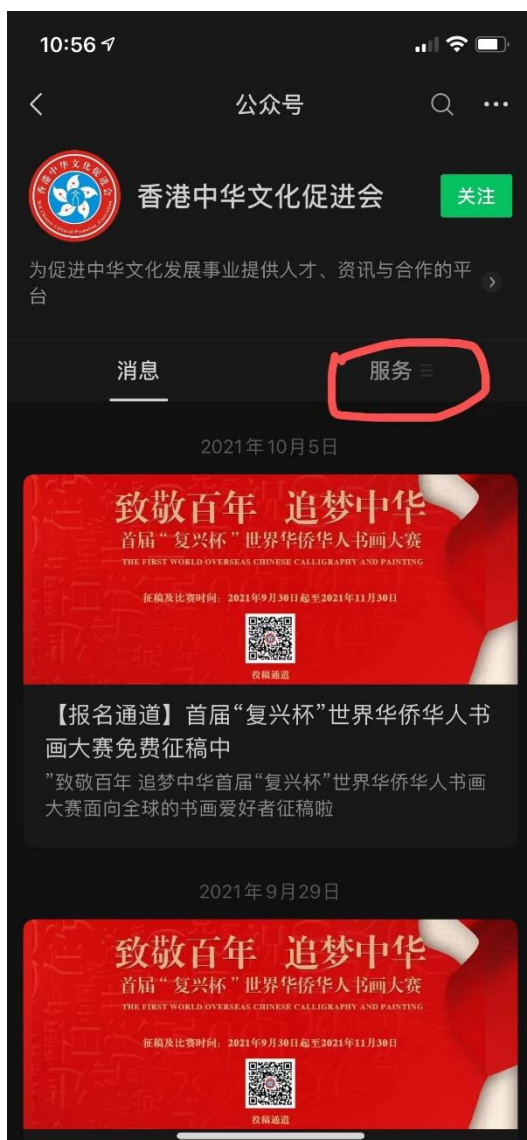 10:56
公众号
香港中华文化促进会
香港中华文化促进会
关注
为促进中华文化发展事业提供人才、资讯与合作的平
台
消息
服务
2021年10月5日
致敬百年 追梦中华
首届“复兴杯”世界华侨华人书画大赛
THE FIRST WORLD OVERSEAS CHINESE CALLIGRAPHY AND PAINTING
征稿及比赛时间：2021年9月30日起至2021年11月30日
投稿通道
【报名通道】首届“复兴杯”世界华侨华人书
画大赛免费征稿中
”致敬百年 追梦中华首届“复兴杯”世界华侨华人书画
大赛面向全球的书画爱好者征稿啦
2021年9月29日
致敬百年 追梦中华
首届“复兴杯”世界华侨华人书画大赛
THE FIRST WORLD OVERSEAS CHINESE CALLIGRAPHY AND PAINTING
征稿及比赛时间：2021年9月30日起至2021年11月30日
投稿通道